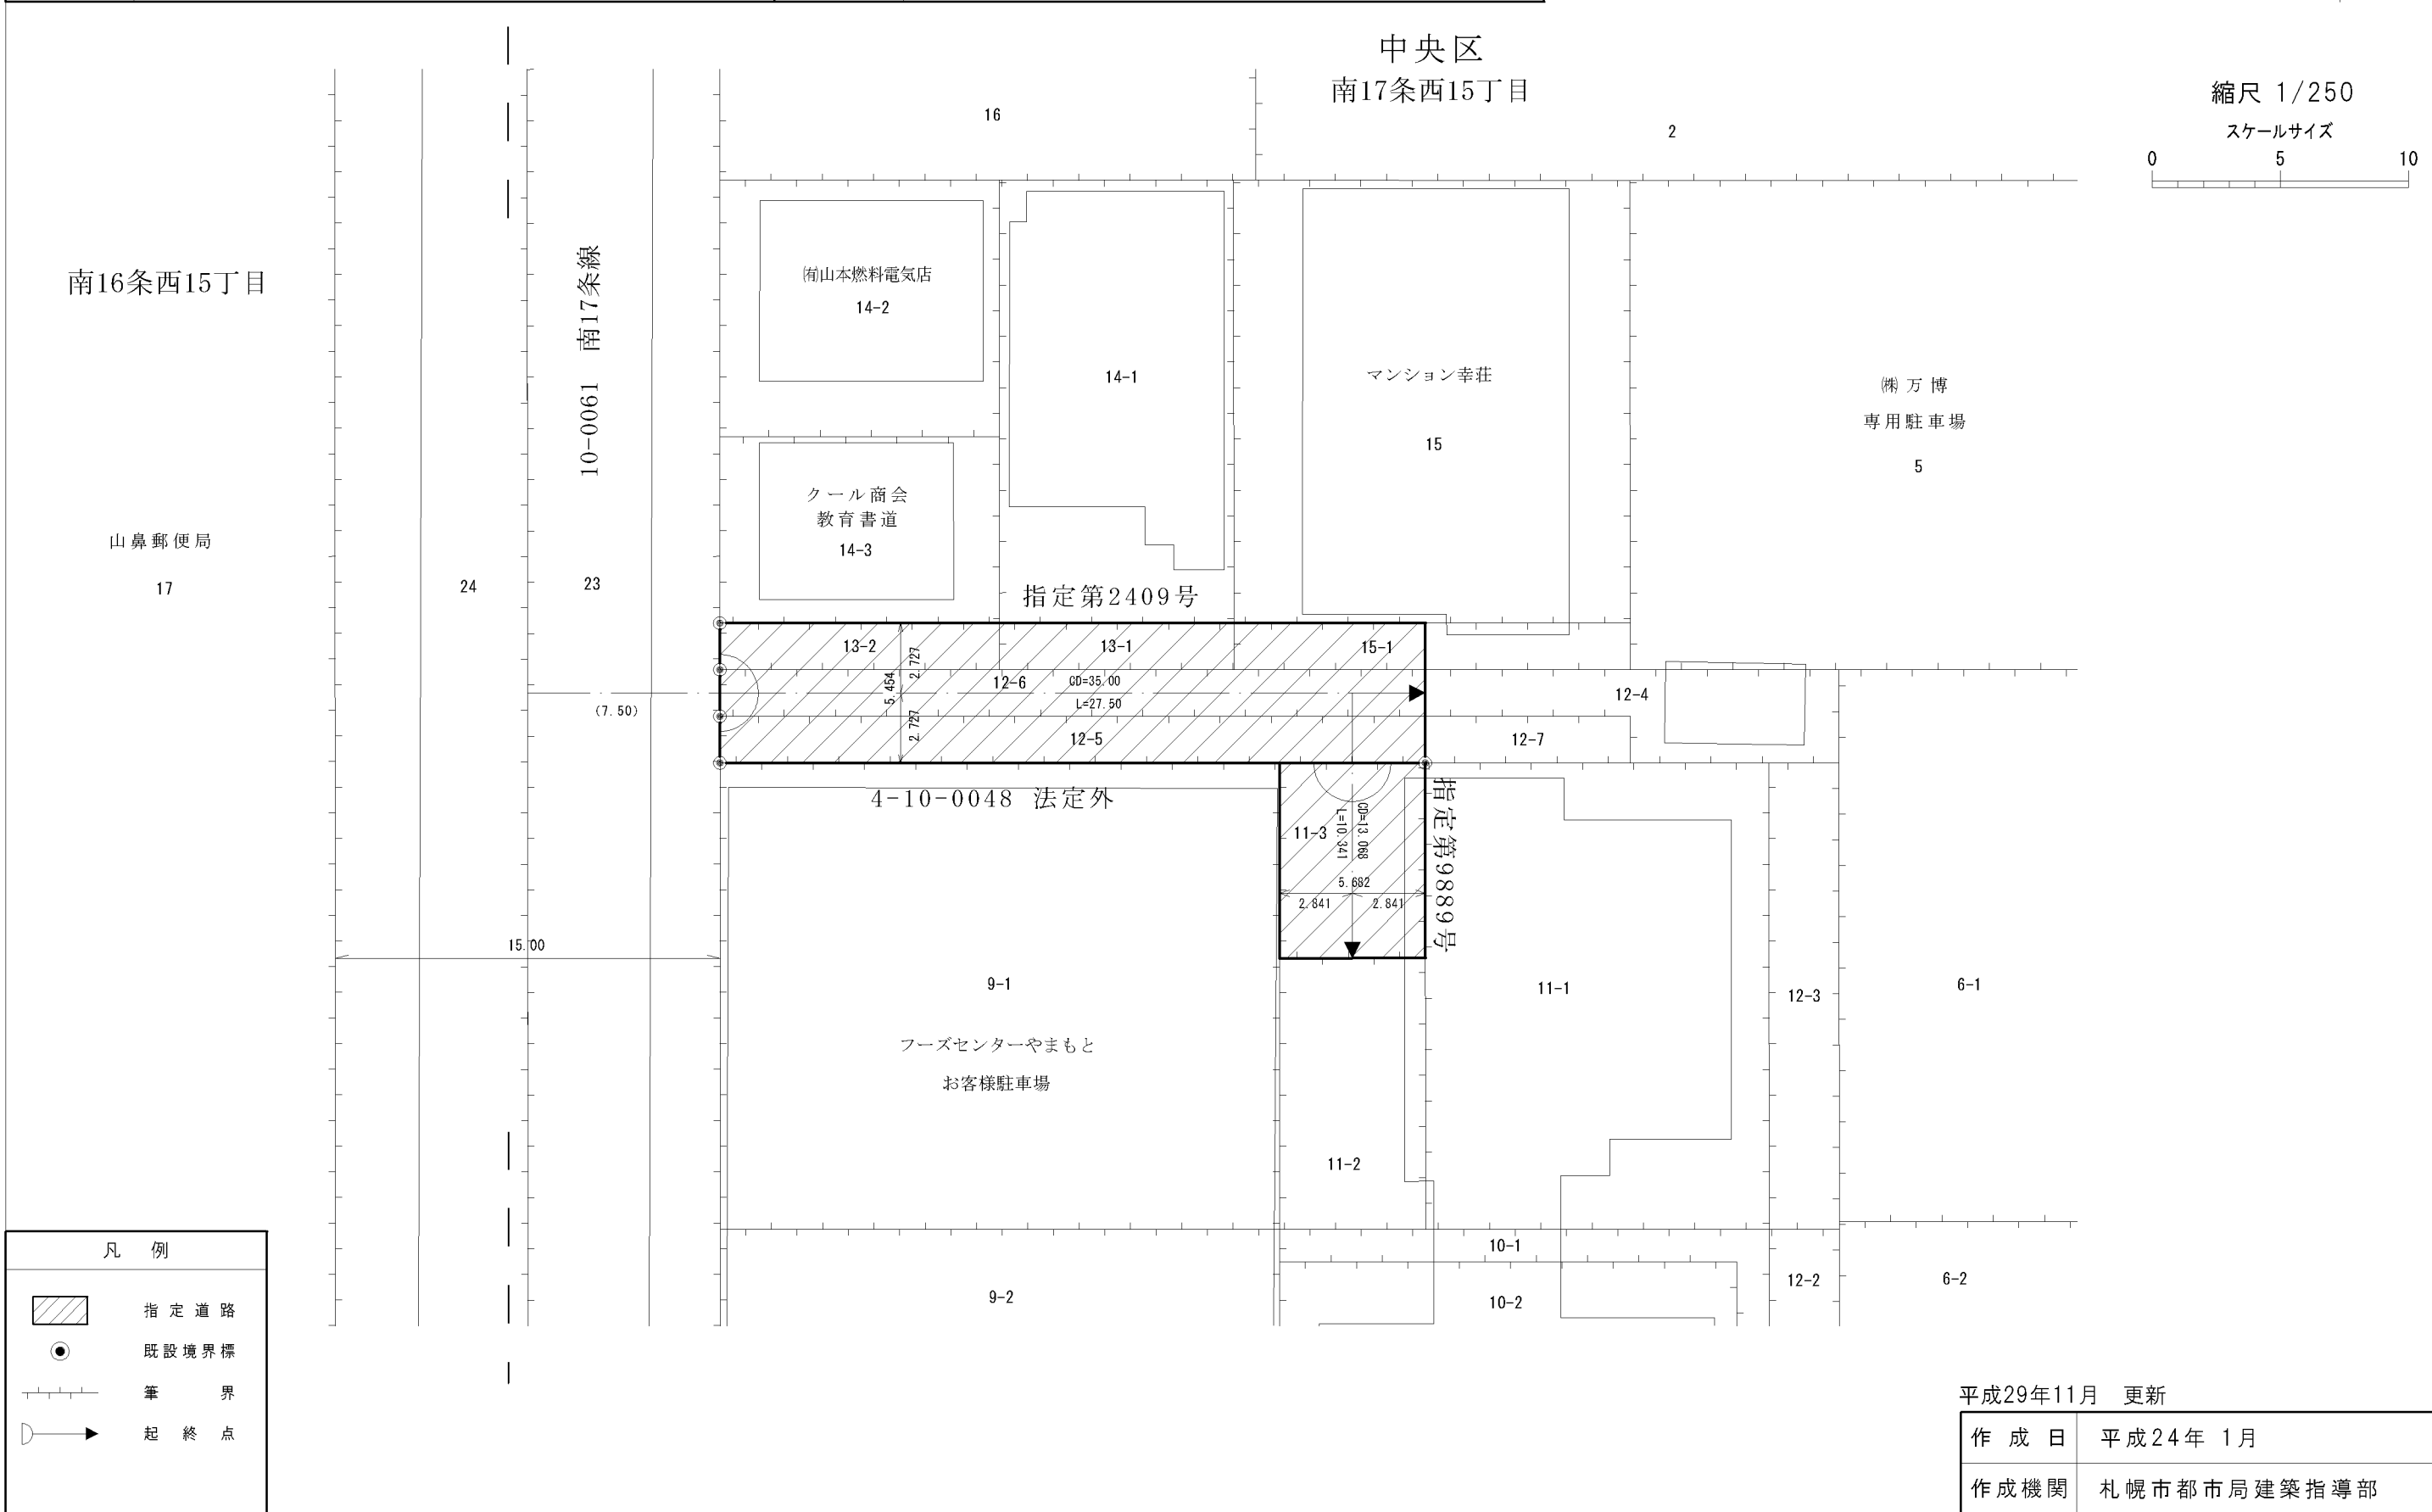 中央区
南17条西15丁目
縮尺 1/250
スケールサイズ
0 5 10
16
2
南16条西15丁目
10-0061 南17条線
㈲山本燃料電気店
14-2
14-1
マンション幸荘
15
㈱万博
専用駐車場
5
クール商会
教育書道
14-3
山鼻郵便局
17
24
23
指定第2409号
13-2
13-1
15-1
2.727
5.454
2.727
12-6
CD=35.00
L=27.50
12-5
(7.50)
12-4
12-7
4-10-0048 法定外
指定第9889号
11-3
CD=13.068
L=10.341
5.682
2.841
2.841
15.00
9-1
フーズセンターやまもと
お客様駐車場
11-1
12-3
6-1
11-2
10-1
10-2
12-2
6-2
9-2
凡例
指定道路
既設境界標
筆界
起終点
平成29年11月 更新
作成日 平成24年 1月
作成機関 札幌市都市局建築指導部